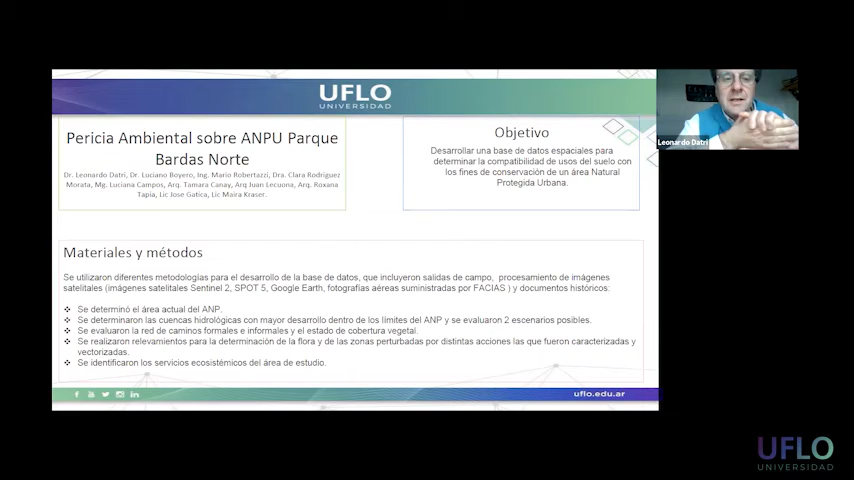 UFLO
UNIVERSIDAD
Pericia Ambiental sobre ANPU Parque
Bardas Norte
Dr. Leonardo Datri, Dr. Luciano Boyero, Ing. Mario Robertazzi, Dra. Clara Rodriguez
Morata, Mg. Luciana Campos, Arq. Tamara Canay, Arq Juan Lecuona, Arq. Roxana
Tapia, Lic Jose Gatica, Lic Maira Kraser.
Objetivo
Desarrollar una base de datos espaciales para
determinar la compatibilidad de usos del suelo con
los fines de conservación de un área Natural
Protegida Urbana.
Leonardo Datri
Materiales y métodos
Se utilizaron diferentes metodologías para el desarrollo de la base de datos, que incluyeron salidas de campo, procesamiento de imágenes
satelitales (imágenes satelitales Sentinel 2, SPOT 5, Google Earth, fotografías aéreas suministradas por FACIAS ) y documentos históricos:
❖ Se determinó el área actual del ANP.
❖ Se determinaron las cuencas hidrológicas con mayor desarrollo dentro de los límites del ANP y se evaluaron 2 escenarios posibles.
❖ Se evaluaron la red de caminos formales e informales y el estado de cobertura vegetal.
❖ Se realizaron relevamientos para la determinación de la flora y de las zonas perturbadas por distintas acciones las que fueron caracterizadas y
vectorizadas.
❖ Se identificaron los servicios ecosistémicos del área de estudio.
uflo.edu.ar
UFLO
UNIVERSIDAD